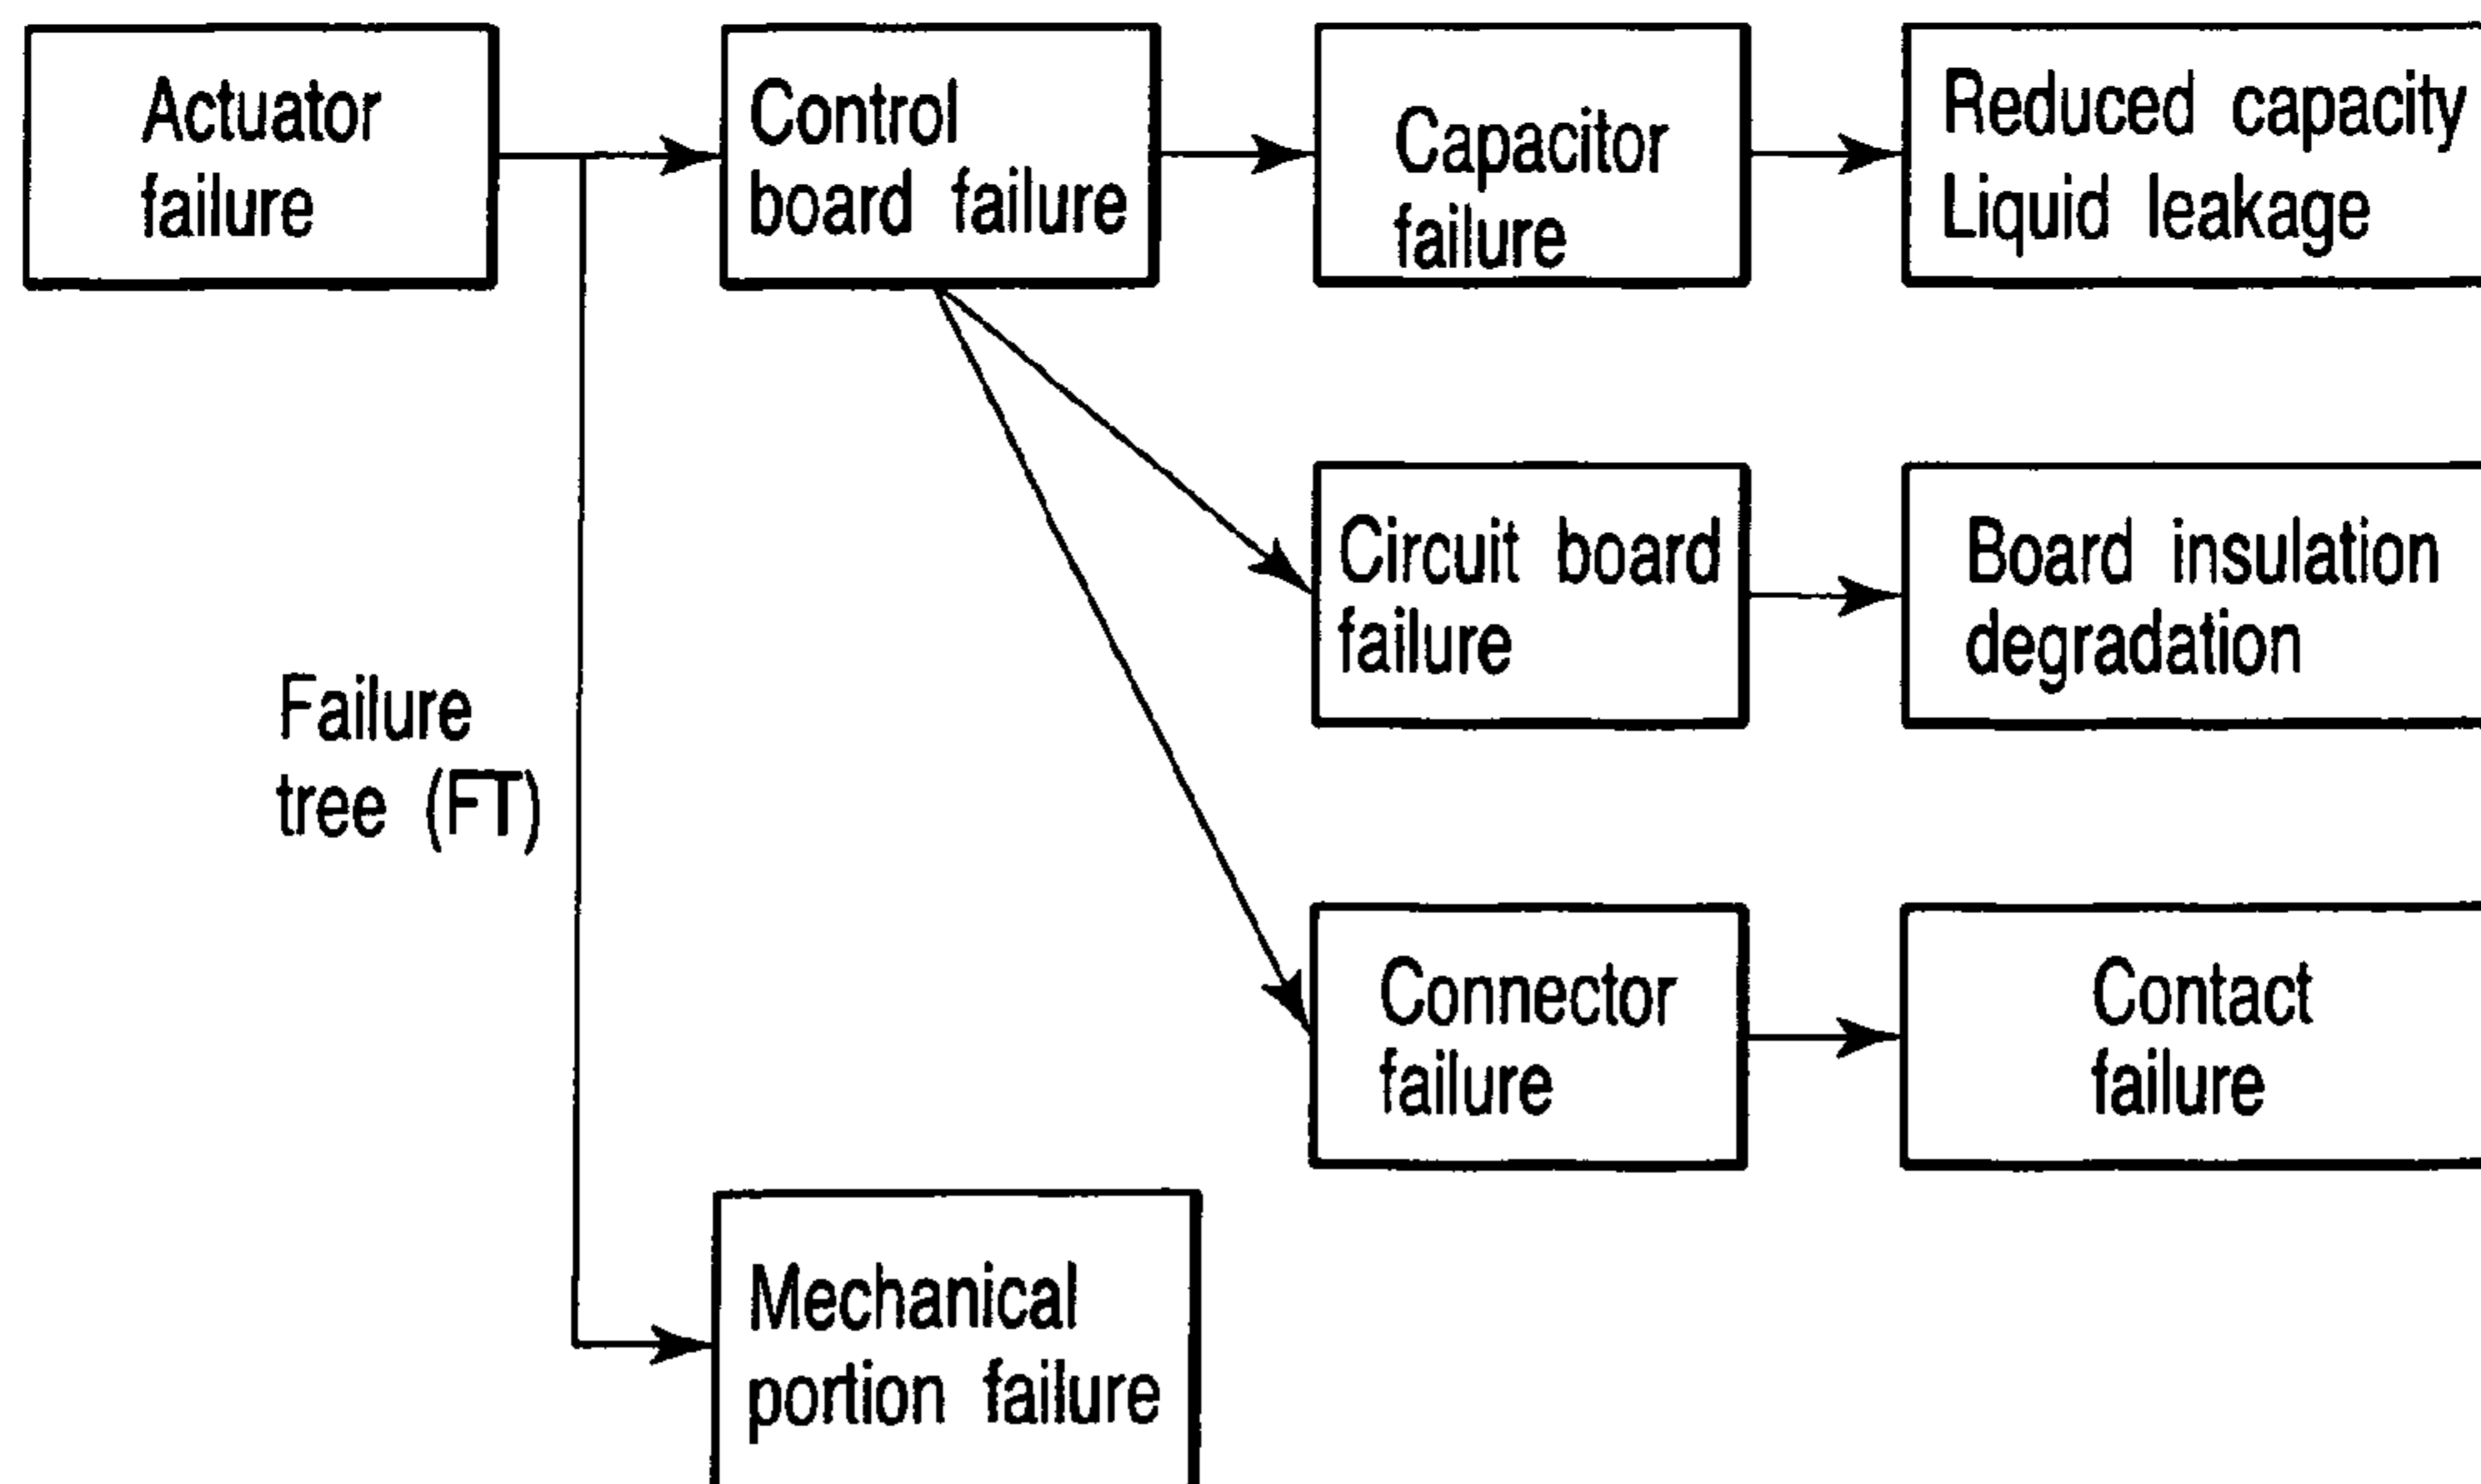 Actuator
failure
Control
board failure
Capacitor
failure
Reduced capacity
Liquid leakage
Circuit board
failure
Board insulation
degradation
Failure
tree (FT)
Connector
failure
Contact
failure
Mechanical
portion failure